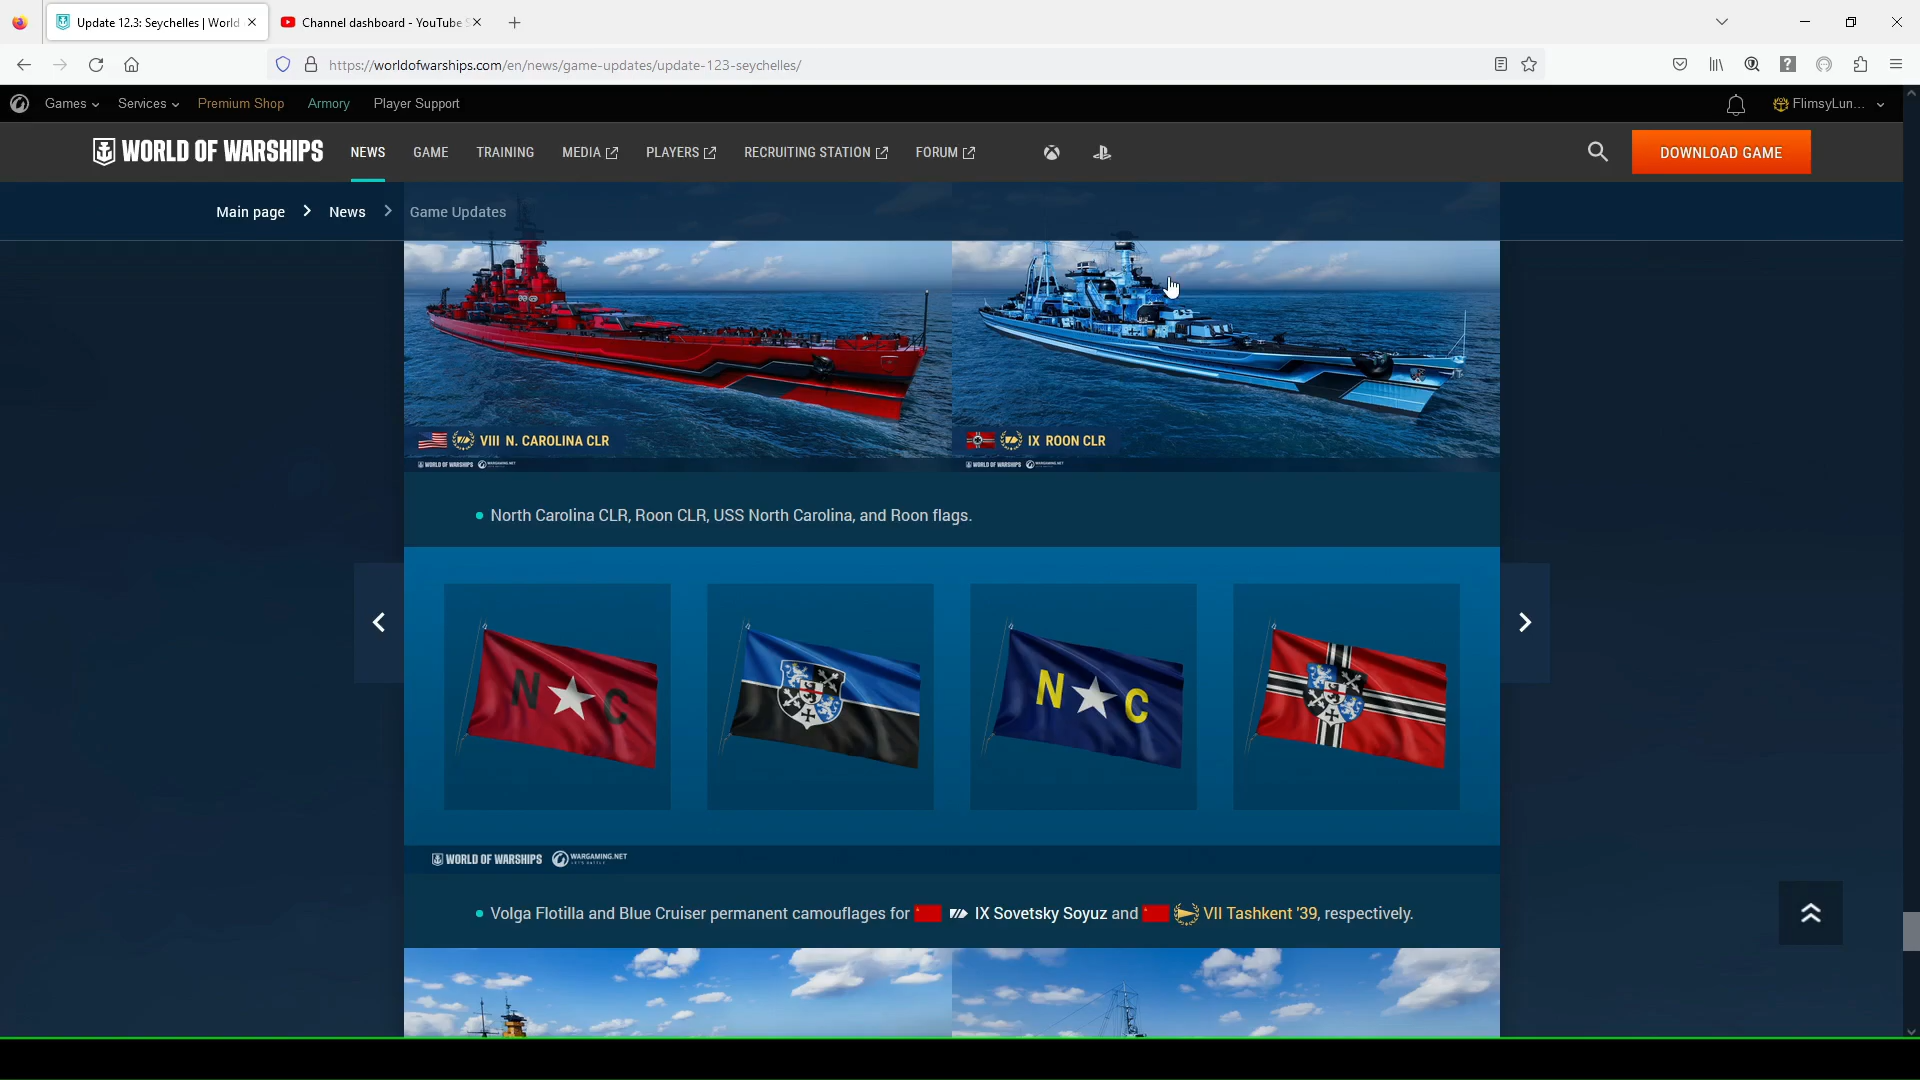 Update 12.3: Seychelles | World
Channel dashboard - YouTube S
https://worldofwarships.com/en/news/game-updates/update-123-seychelles/
Games
Services
Premium Shop
Armory
Player Support
FlimsyLun...
WORLD OF WARSHIPS
NEWS
GAME
TRAINING
MEDIA
PLAYERS
RECRUITING STATION
FORUM
DOWNLOAD GAME
Main page
News
Game Updates
VIII N. CAROLINA CLR
IX ROON CLR
WORLD OF WARSHIPS WARGAMING.NET
WORLD OF WARSHIPS WARGAMING.NET
North Carolina CLR, Roon CLR, USS North Carolina, and Roon flags.
N C
N C
WORLD OF WARSHIPS WARGAMING.NET
LET'S BATTLE
Volga Flotilla and Blue Cruiser permanent camouflages for IX Sovetsky Soyuz and VII Tashkent '39, respectively.